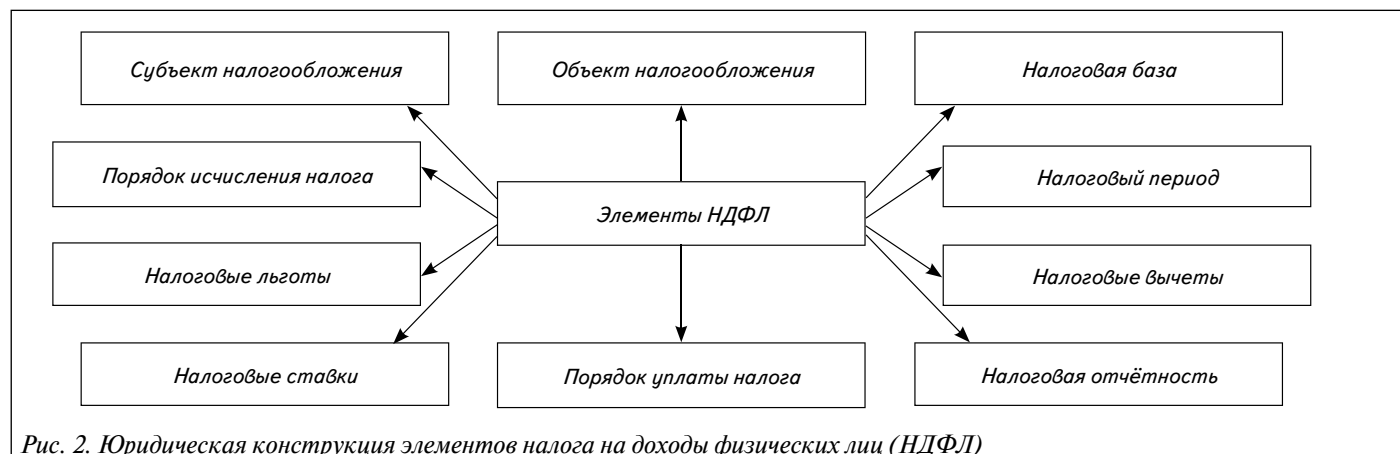 Субъект налогообложения
Объект налогообложения
Налоговая база
Порядок исчисления налога
Налоговый период
Элементы НДФЛ
Налоговые льготы
Налоговые вычеты
Налоговые ставки
Порядок уплаты налога
Налоговая отчётность
Рис. 2. Юридическая конструкция элементов налога на доходы физических лиц (НДФЛ)